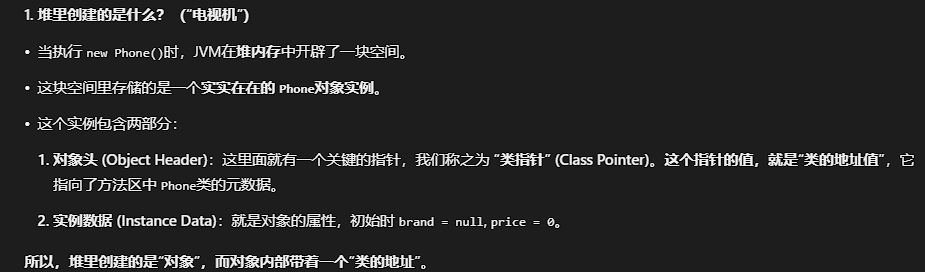 1. 堆里创建的是什么？ (“电视机”)
• 当执行 new Phone()时，JVM在堆内存中开辟了一块空间。
• 这块空间里存储的是一个实实在在的 Phone对象实例。
• 这个实例包含两部分：
1. 对象头 (Object Header)：这里面就有一个关键的指针，我们称之为 “类指针” (Class Pointer)。这个指针的值，就是“类的地址值”，它
指向了方法区中 Phone类的元数据。
2. 实例数据 (Instance Data)：就是对象的属性，初始时 brand = null, price = 0。
所以，堆里创建的是“对象”，而对象内部带着一个“类的地址”。